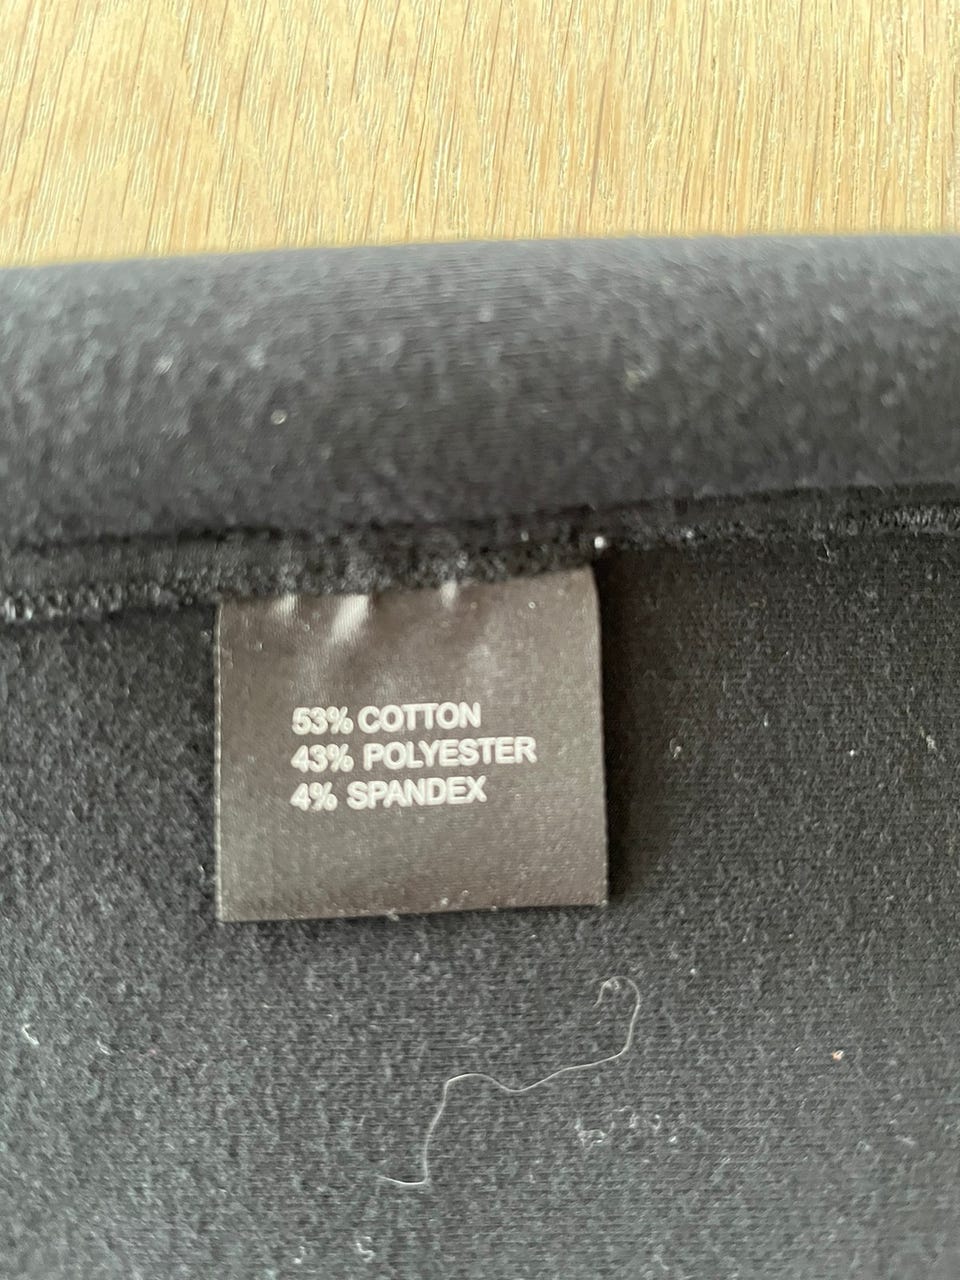 53% COTTON
43% POLYESTER
4% SPANDEX